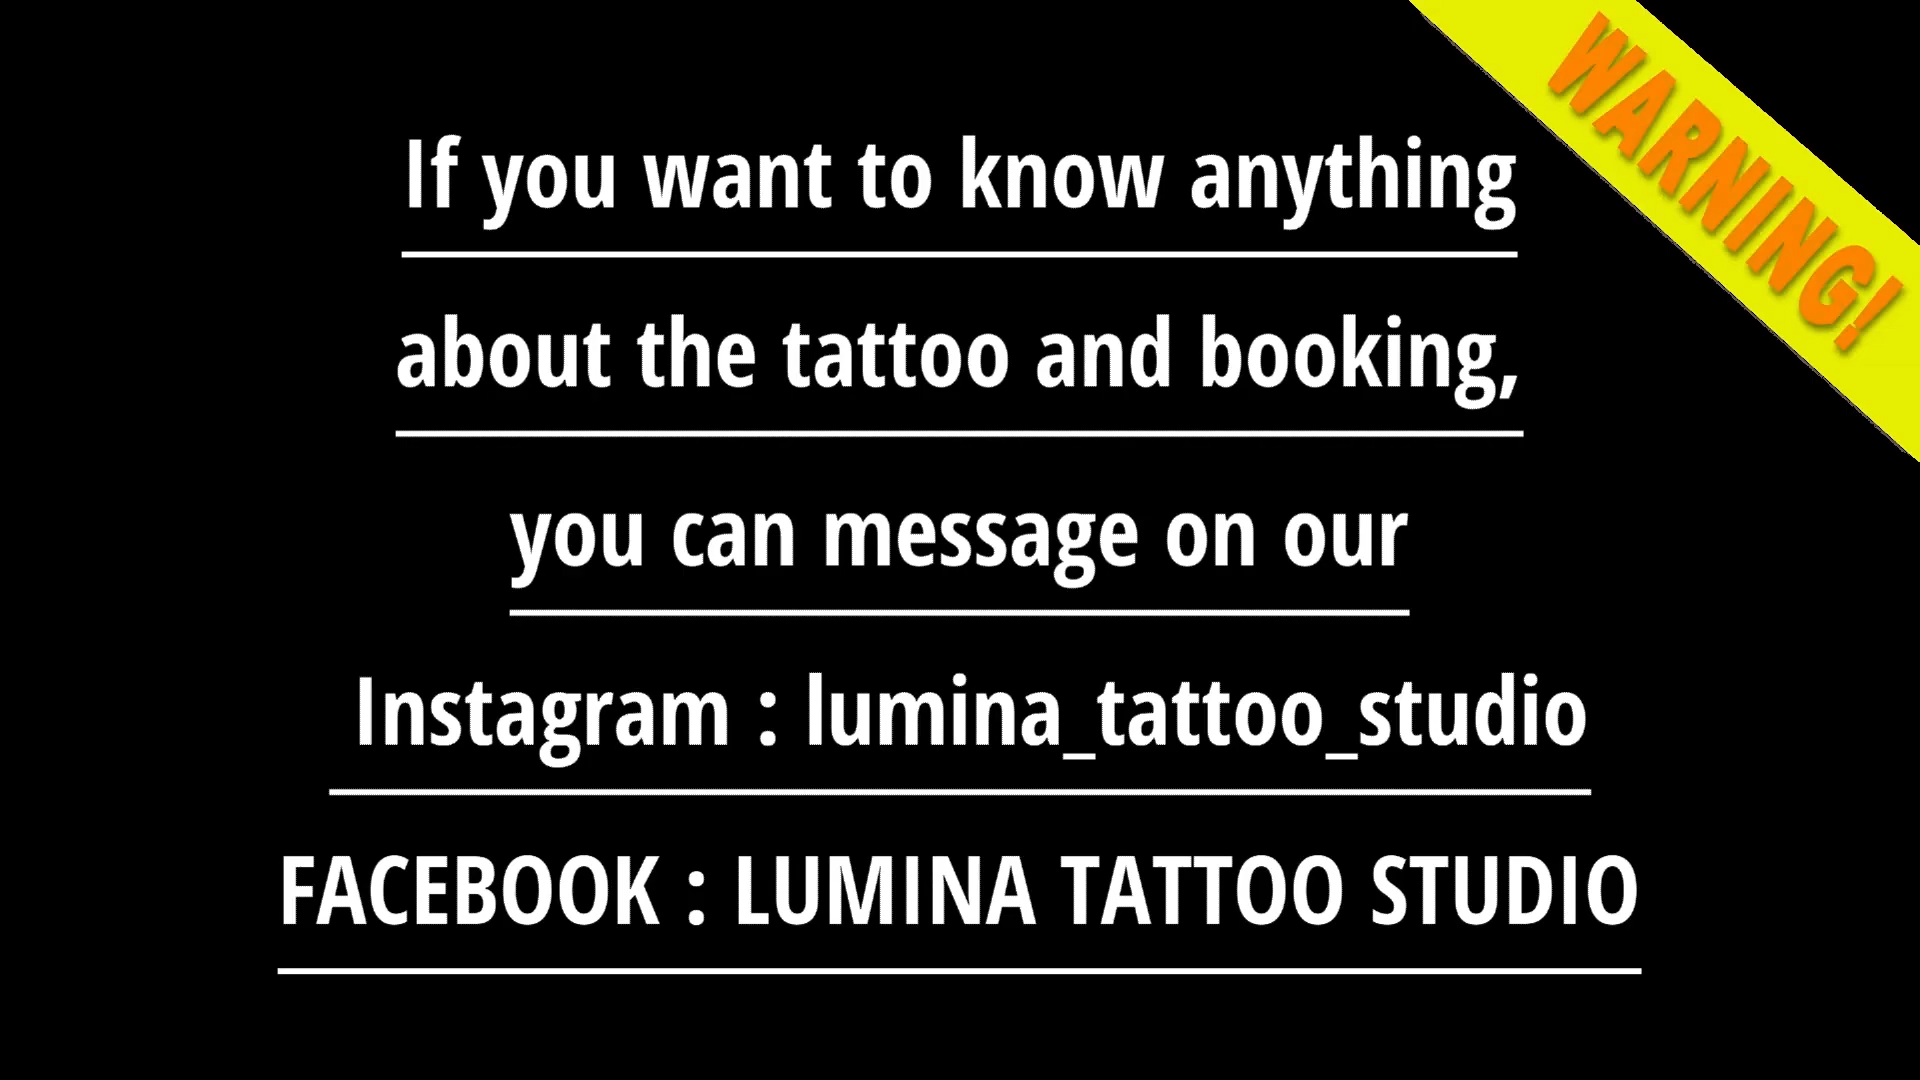 WARNING!
If you want to know anything
about the tattoo and booking,
you can message on our
Instagram : lumina_tattoo_studio
FACEBOOK : LUMINA TATTOO STUDIO